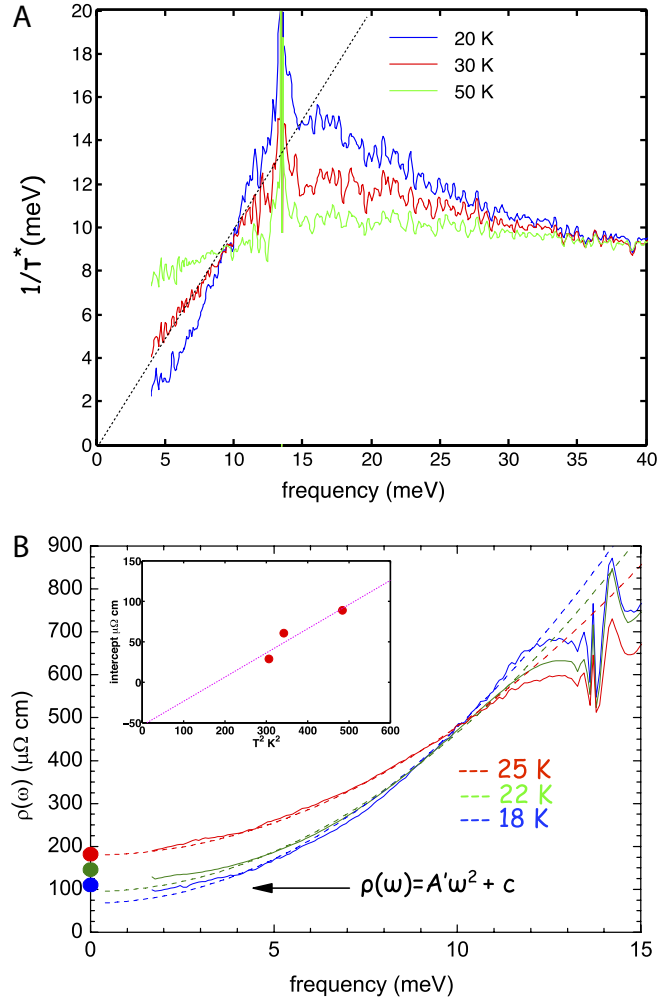 A
20
18
16
14
12
10
8
6
4
2
0
1/τ* (meV)
20 K
30 K
50 K
0 5 10 15 20 25 30 35 40
frequency (meV)
B
900
800
700
600
500
400
300
200
100
0
ρ(ω) (μΩ cm)
150
100
50
0
−50
intercept μΩ cm
0 100 200 300 400 500 600
T² K²
25 K
22 K
18 K
ρ(ω)=A'ω² + c
0 5 10 15
frequency (meV)